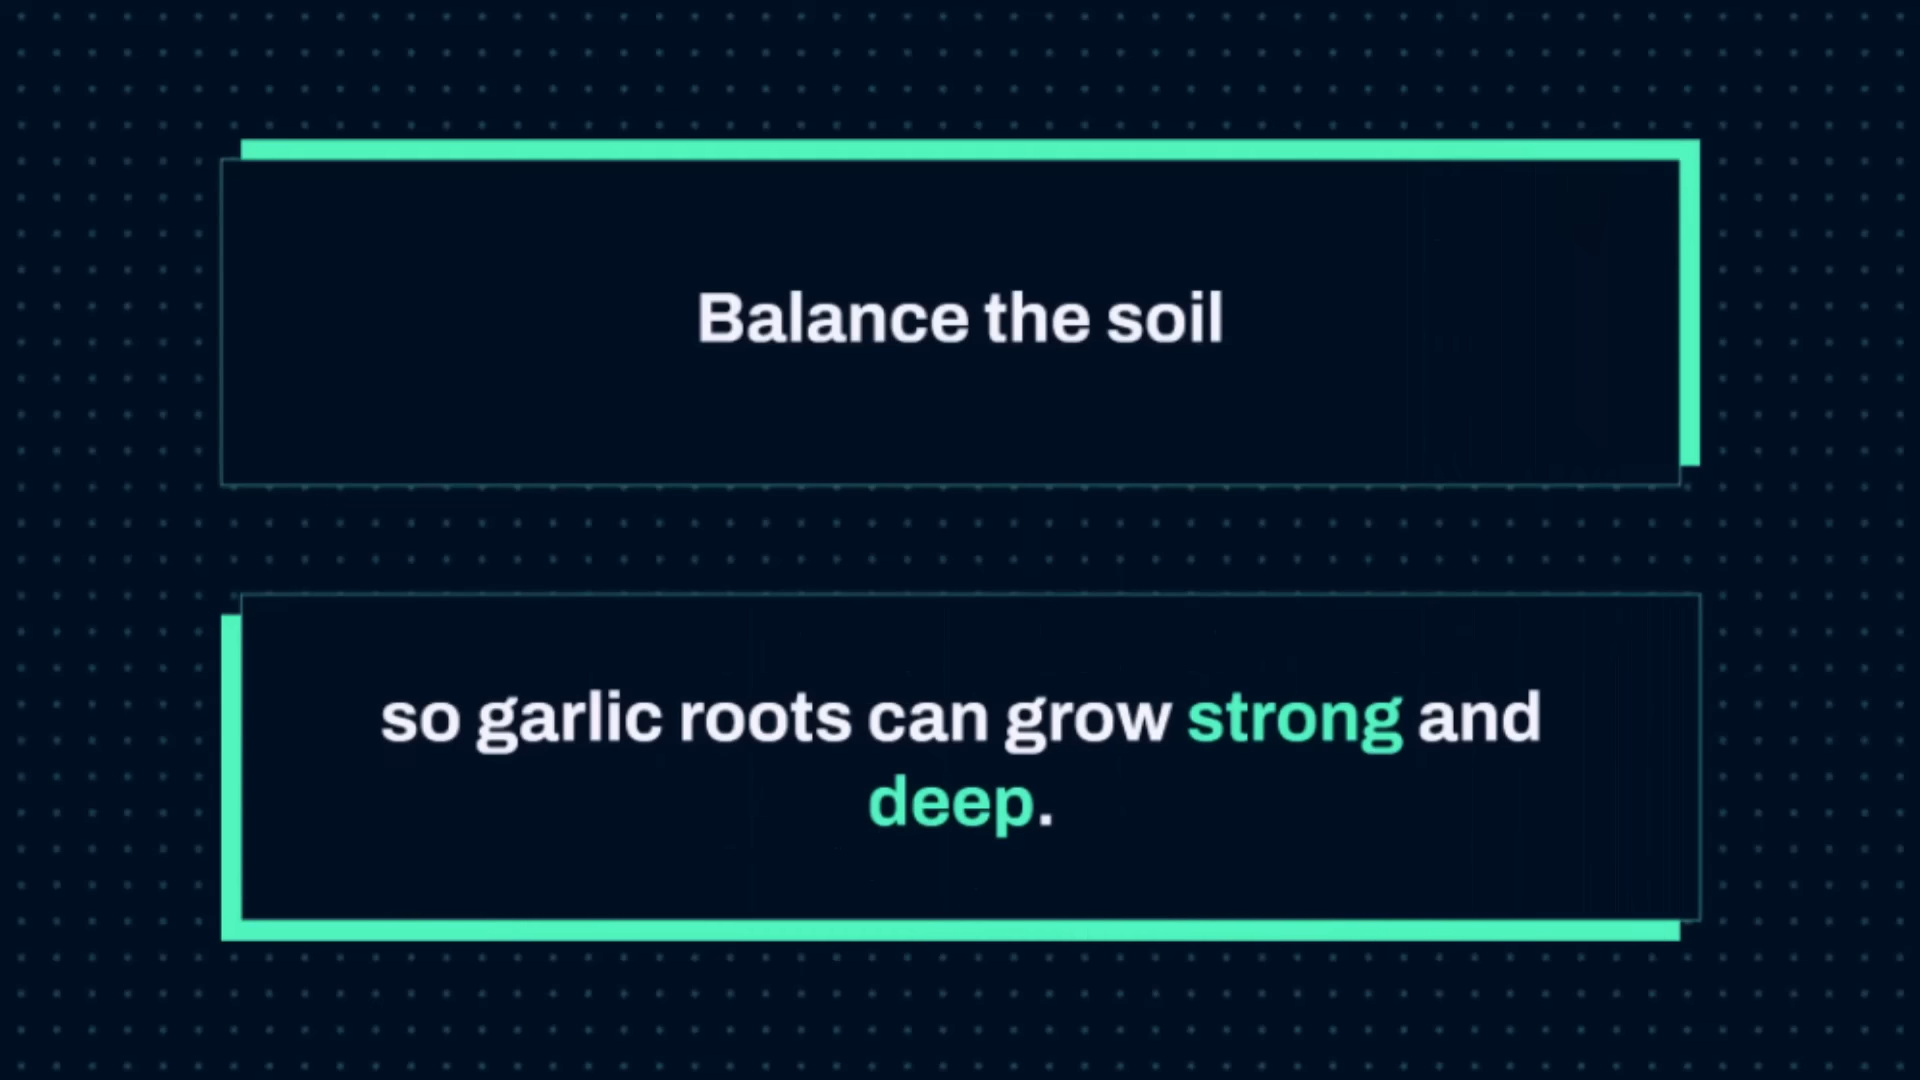 Balance the soil
so garlic roots can grow strong and
deep.